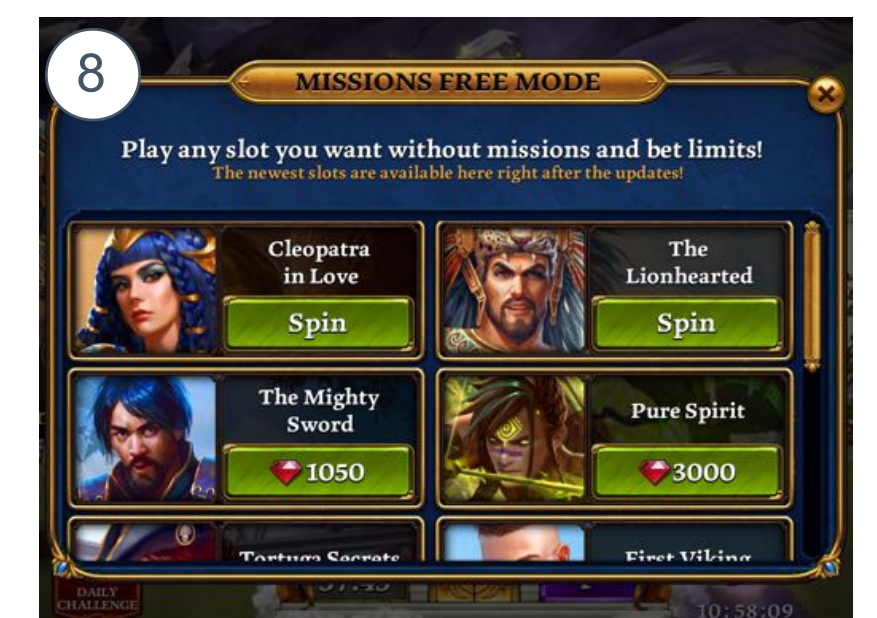 8
MISSIONS FREE MODE
Play any slot you want without missions and bet limits!
The newest slots are available here right after the updates!
Cleopatra
in Love
Spin
The
Lionhearted
Spin
The Mighty
Sword
1050
Pure Spirit
3000
Tortuga Secrets
First Viking
DAILY
CHALLENGE
10:58:09